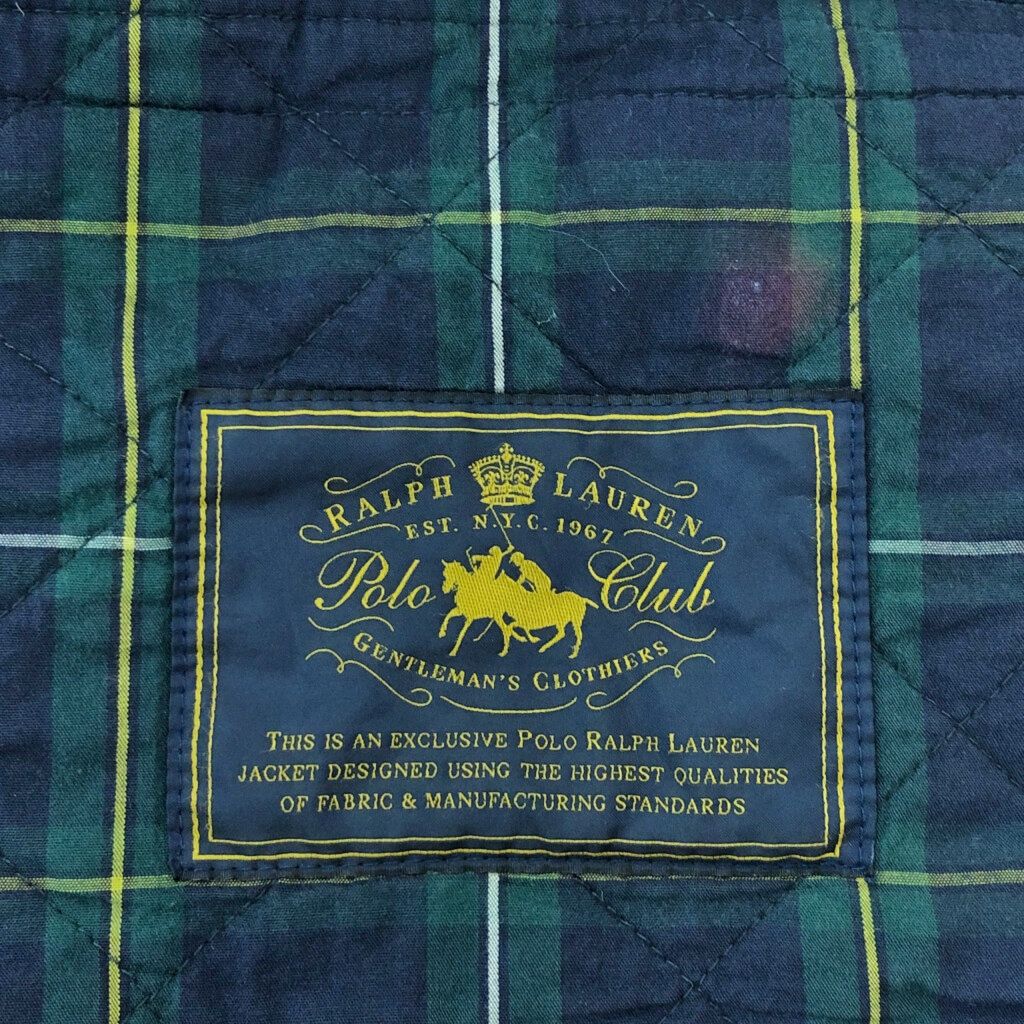 RALPH LAUREN
EST. N.Y.C. 1967
Polo Club
GENTLEMAN'S CLOTHIERS
THIS IS AN EXCLUSIVE POLO RALPH LAUREN
JACKET DESIGNED USING THE HIGHEST QUALITIES
OF FABRIC & MANUFACTURING STANDARDS